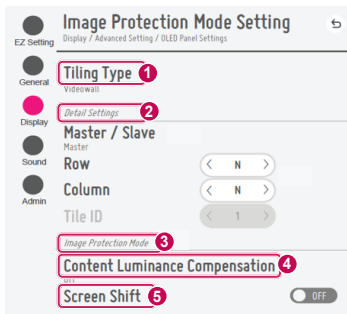 Image Protection Mode Setting
Display / Advanced Setting / OLED Panel Settings
EZ Setting
General
Display
Sound
Admin
Tiling Type 1
Videowall
Detail Settings 2
Master / Slave
Master
Row < N >
Column < N >
Tile ID < 1 >
Image Protection Mode 3
Content Luminance Compensation 4
Off
Screen Shift 5 OFF